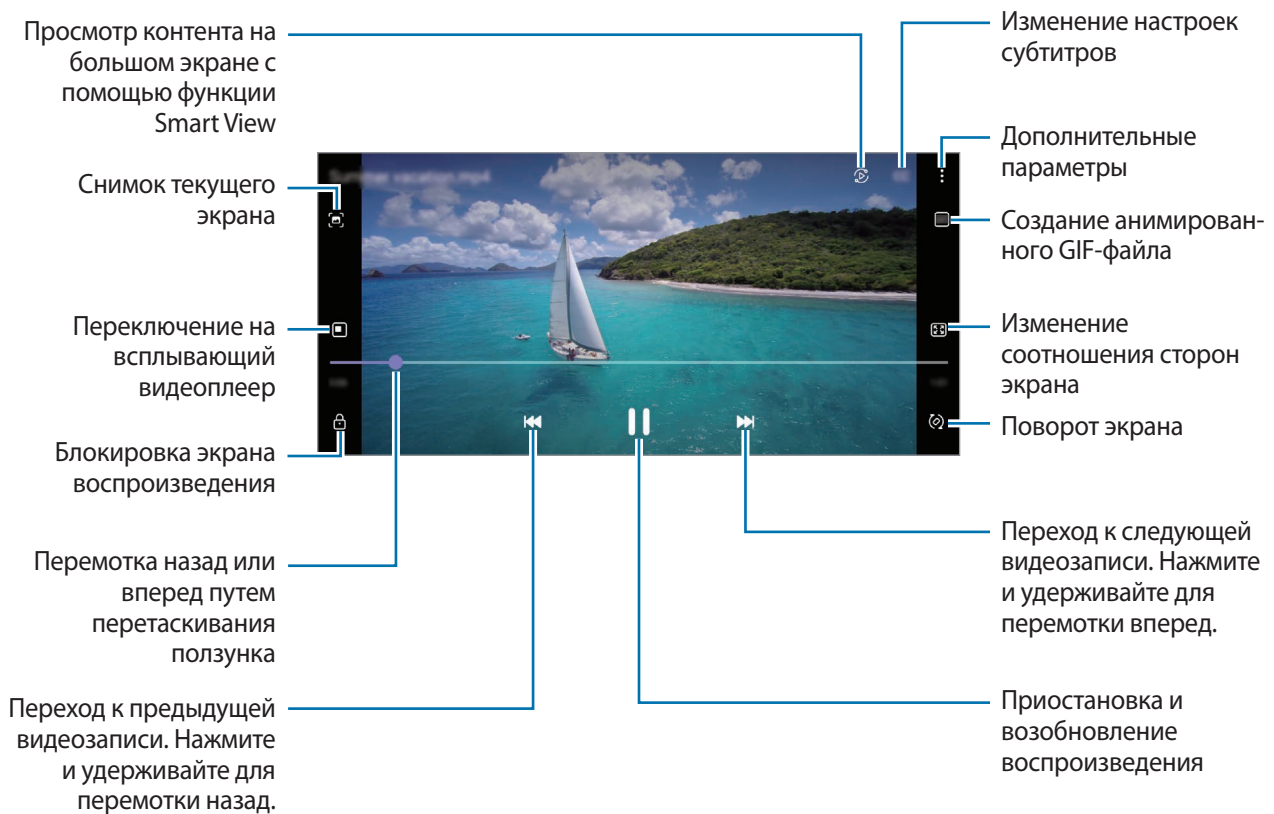 Просмотр контента на
большом экране с
помощью функции
Smart View
Снимок текущего
экрана
Переключение на
всплывающий
видеоплеер
Блокировка экрана
воспроизведения
Перемотка назад или
вперед путем
перетаскивания
ползунка
Переход к предыдущей
видеозаписи. Нажмите
и удерживайте для
перемотки назад.
Summer vacation.mp4
Изменение настроек
субтитров
Дополнительные
параметры
Создание анимирован-
ного GIF-файла
Изменение
соотношения сторон
экрана
Поворот экрана
Переход к следующей
видеозаписи. Нажмите
и удерживайте для
перемотки вперед.
Приостановка и
возобновление
воспроизведения